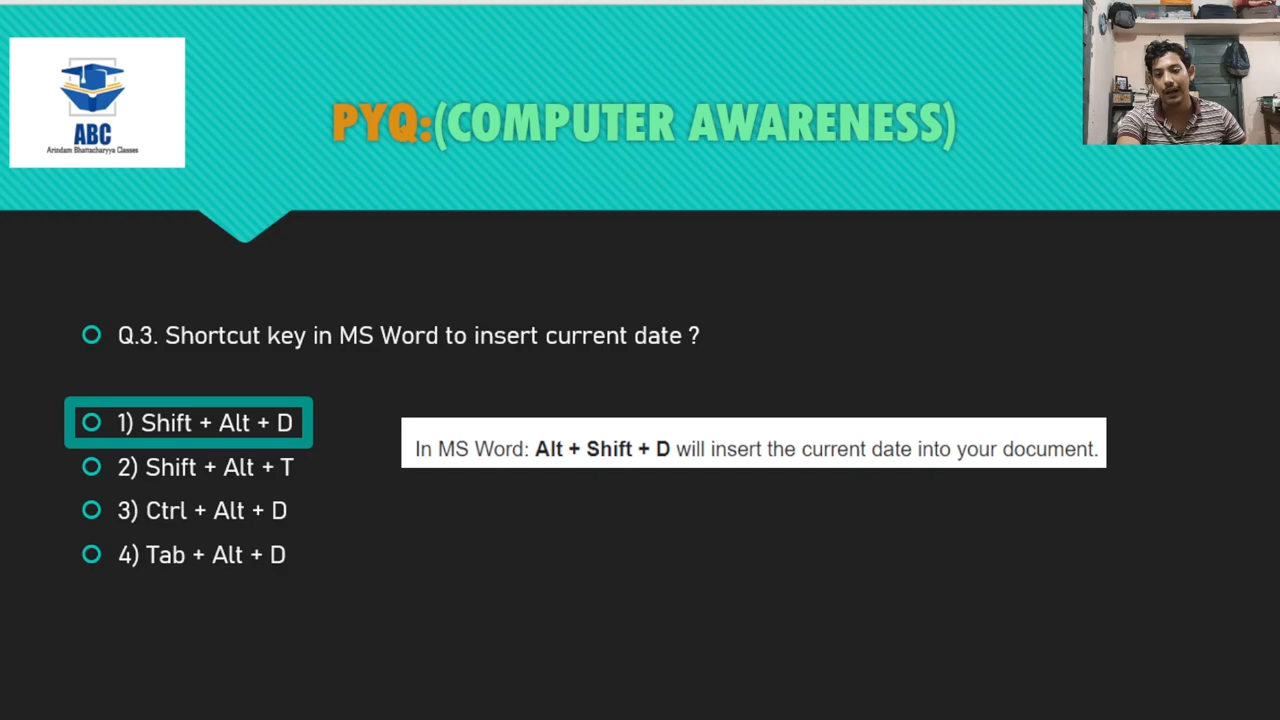 ABC
Arindam Bhattacharyya Classes
PYQ:(COMPUTER AWARENESS)
Q.3. Shortcut key in MS Word to insert current date ?
1) Shift + Alt + D
2) Shift + Alt + T
3) Ctrl + Alt + D
4) Tab + Alt + D
In MS Word: Alt + Shift + D will insert the current date into your document.